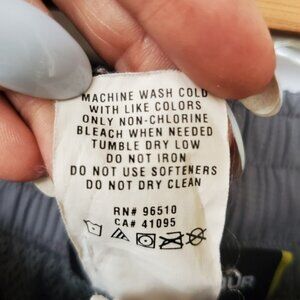 MACHINE WASH COLD
WITH LIKE COLORS
ONLY NON-CHLORINE
BLEACH WHEN NEEDED
TUMBLE DRY LOW
DO NOT IRON
DO NOT USE SOFTENERS
DO NOT DRY CLEAN
RN# 96510
CA# 41095